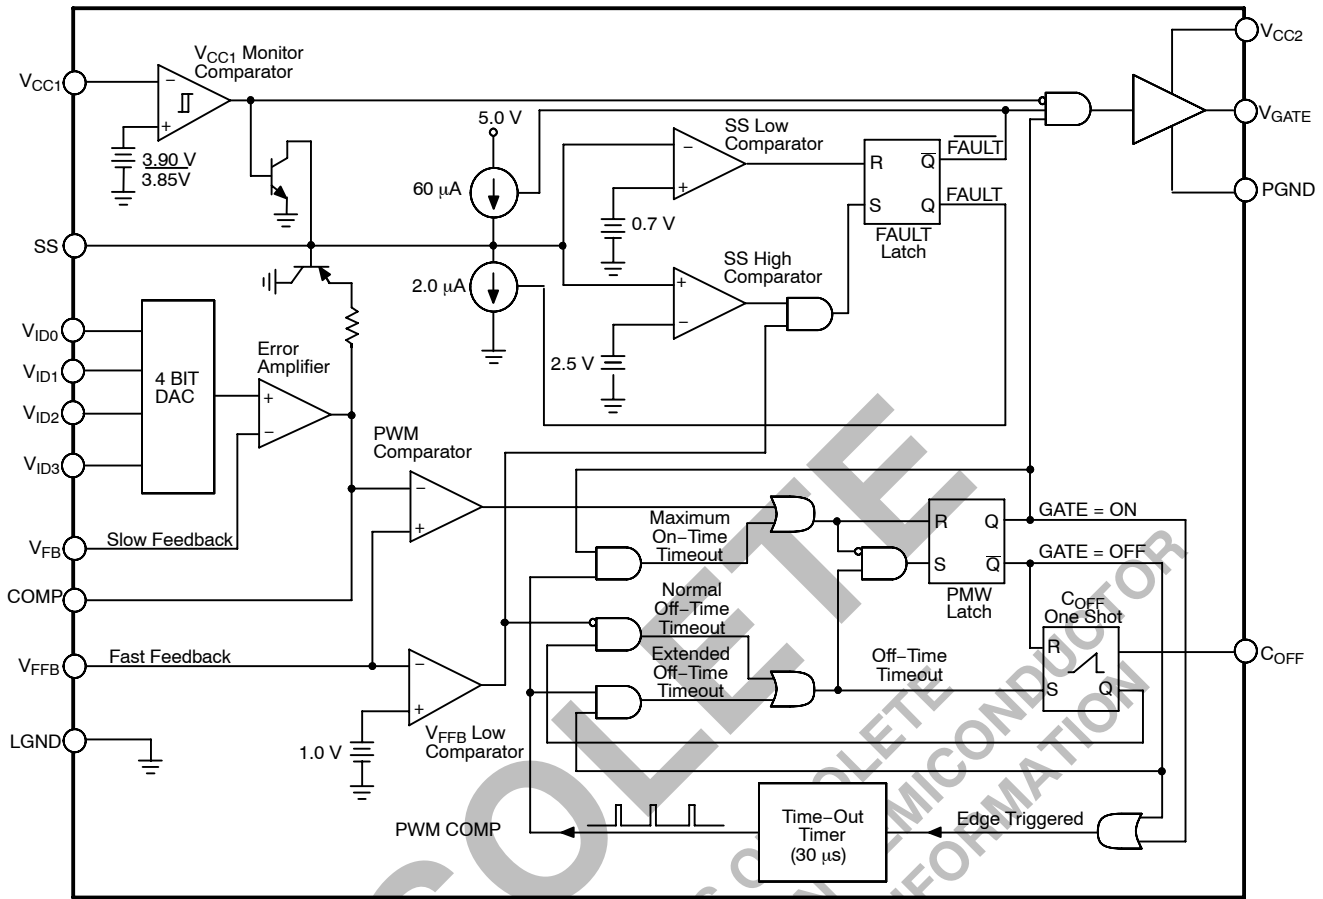 VCC1
VCC1 Monitor
Comparator
−
+
3.90 V
3.85V
5.0 V
60 μA
SS Low
Comparator
−
+
0.7 V
R
Q
S
Q
FAULT
FAULT
FAULT
Latch
VCC2
VGATE
PGND
SS
2.0 μA
SS High
Comparator
+
−
2.5 V
VID0
VID1
VID2
VID3
4 BIT
DAC
Error
Amplifier
+
−
PWM
Comparator
−
+
VFB
Slow Feedback
COMP
VFFB
Fast Feedback
−
+
VFFB Low
Comparator
1.0 V
LGND
Maximum
On−Time
Timeout
Normal
Off−Time
Timeout
Extended
Off−Time
Timeout
R
Q
S
Q
PMW
Latch
GATE = ON
GATE = OFF
COFF
One Shot
R
S
Q
COFF
Off−Time
Timeout
PWM COMP
Time−Out
Timer
(30 μs)
Edge Triggered